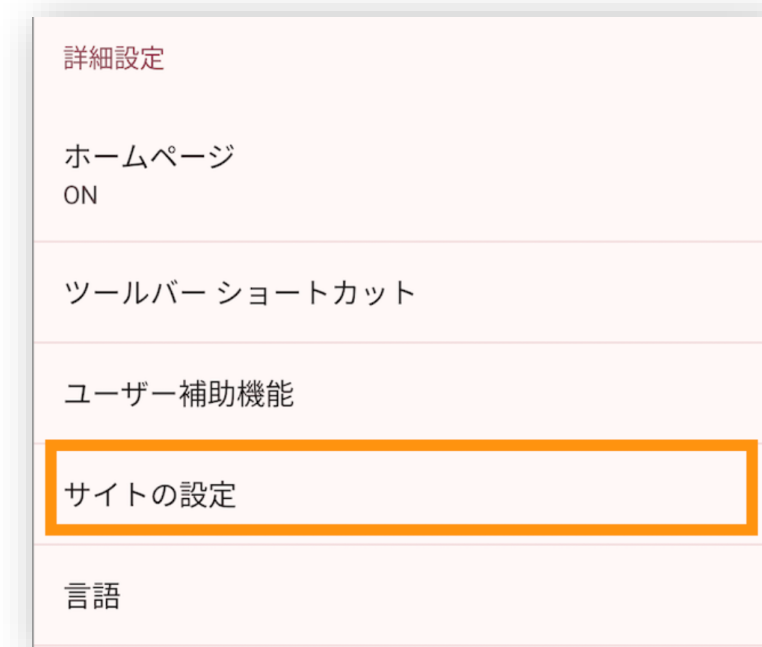 詳細設定
ホームページ
ON
ツールバー ショートカット
ユーザー補助機能
サイトの設定
言語